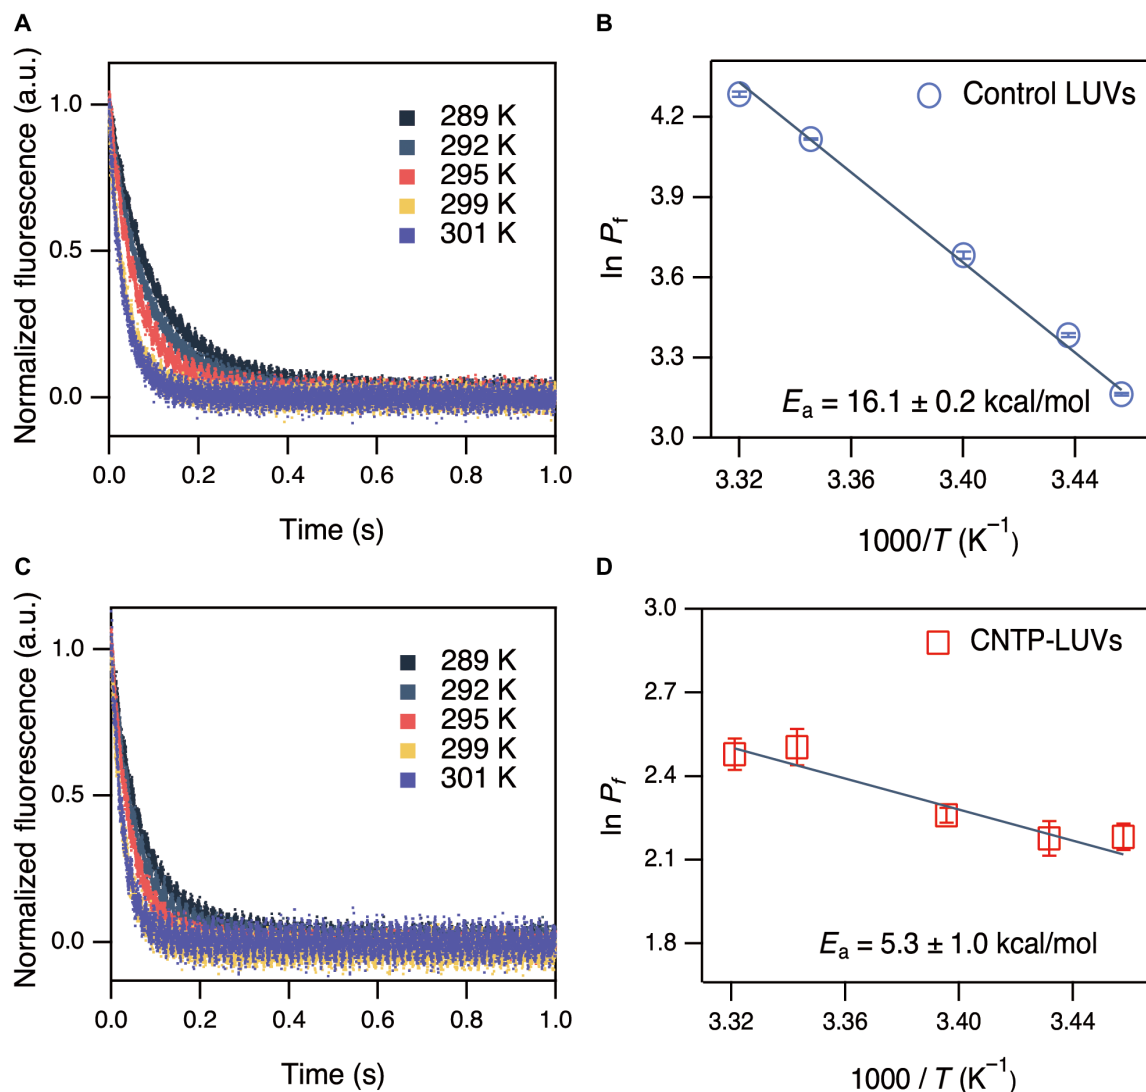 A
Normalized fluorescence (a.u.)
1.0
0.5
0.0
289 K
292 K
295 K
299 K
301 K
0.0 0.2 0.4 0.6 0.8 1.0
Time (s)
B
ln Pf
4.2
3.9
3.6
3.3
3.0
Control LUVs
Ea = 16.1 ± 0.2 kcal/mol
3.32 3.36 3.40 3.44
1000/T (K−1)
C
Normalized fluorescence (a.u.)
1.0
0.5
0.0
289 K
292 K
295 K
299 K
301 K
0.0 0.2 0.4 0.6 0.8 1.0
Time (s)
D
ln Pf
3.0
2.7
2.4
2.1
1.8
CNTP-LUVs
Ea = 5.3 ± 1.0 kcal/mol
3.32 3.36 3.40 3.44
1000 / T (K−1)